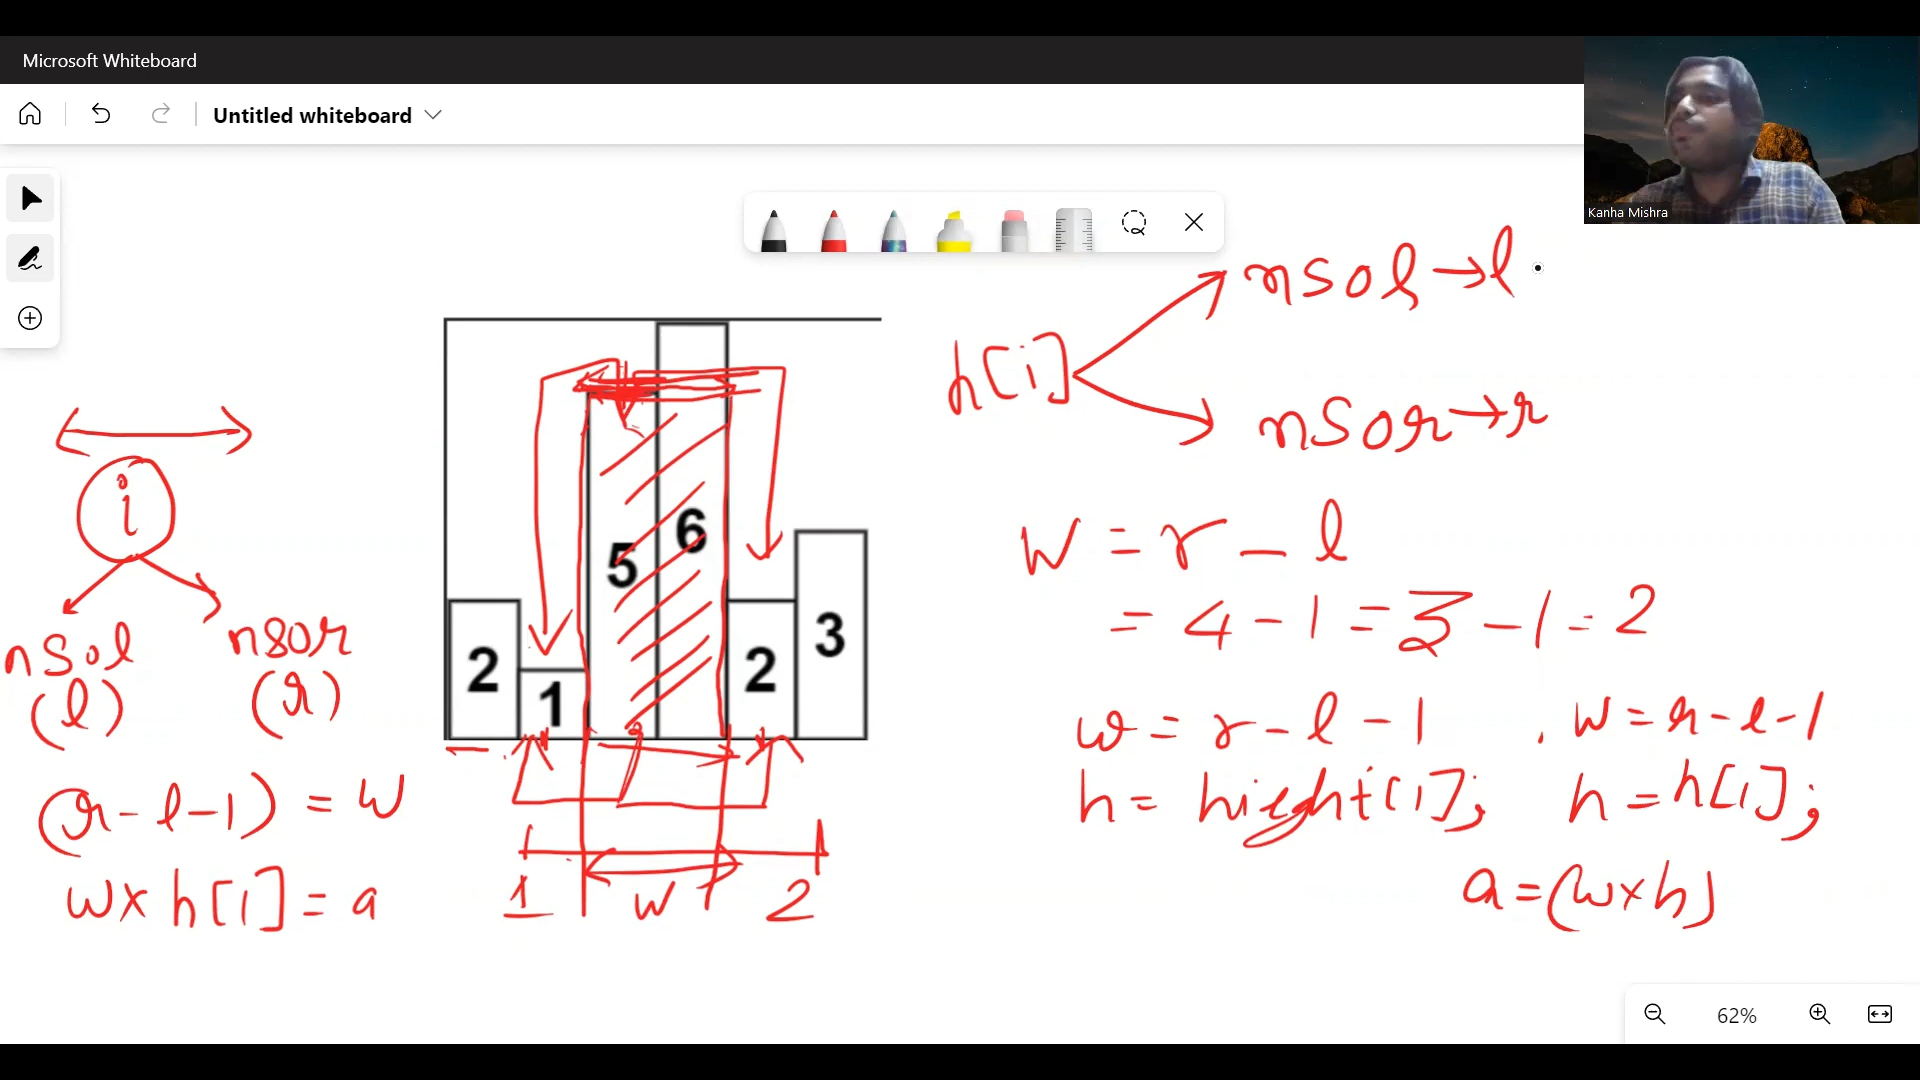 Microsoft Whiteboard
Untitled whiteboard
Kanha Mishra
h[i]
nsol → l
nsor → r
i
nsol
(l)
nsor
(r)
(r-l-1) = w
w x h[i] = a
2
1
5
6
2
3
1
w
2
w = r - l
= 4 - 1 = 3 - 1 = 2
w = r - l - 1
h = hieght[i];
w = r - l - 1
h = h[i];
a = (w x h)
62%